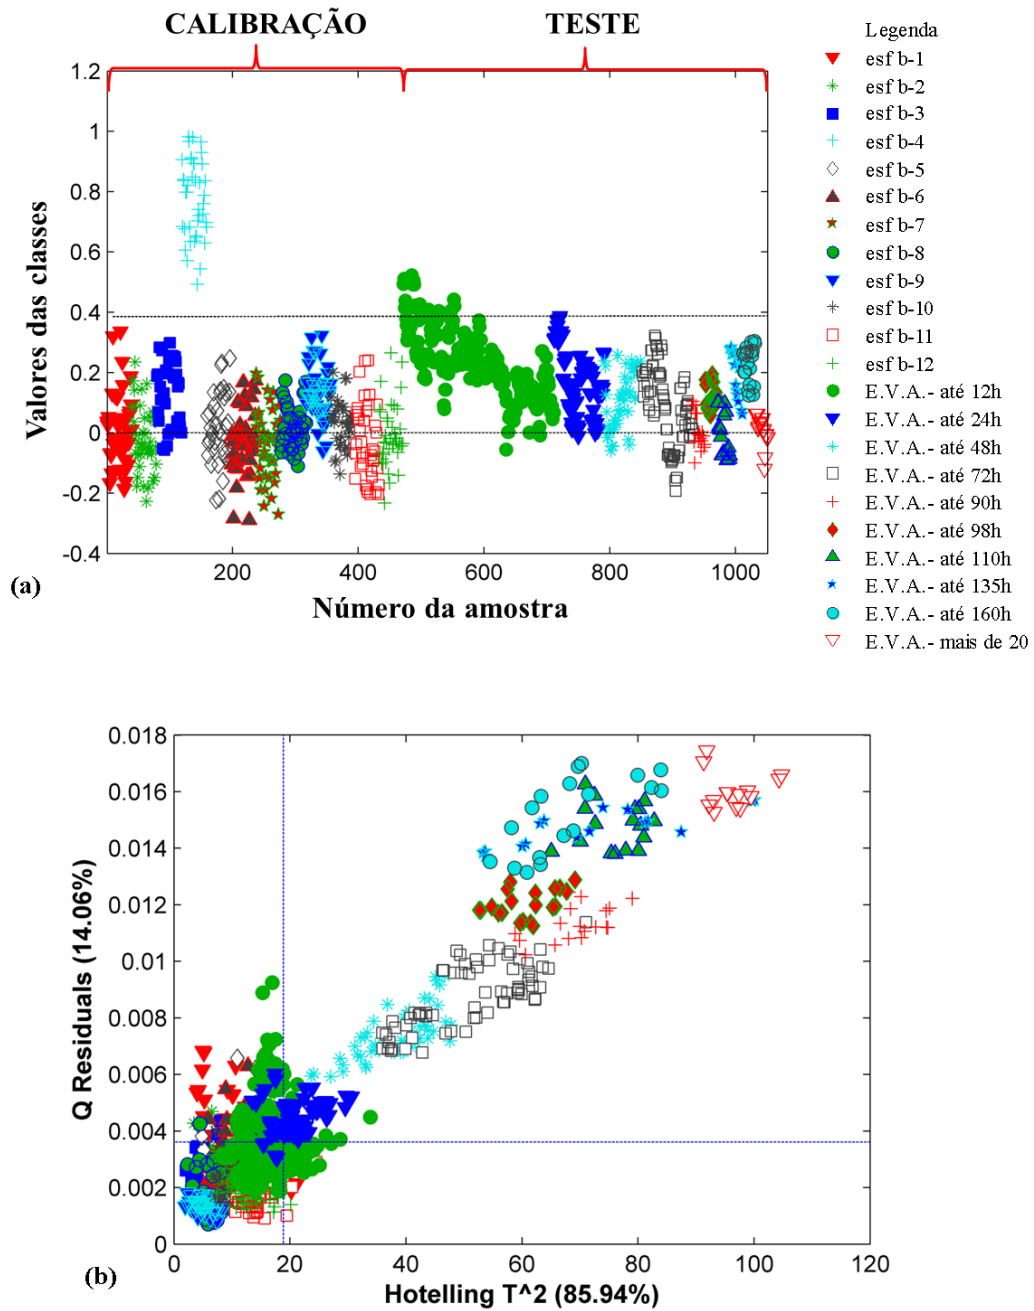 CALIBRAÇÃO
TESTE
Legenda
esf b-1
esf b-2
esf b-3
esf b-4
esf b-5
esf b-6
esf b-7
esf b-8
esf b-9
esf b-10
esf b-11
esf b-12
E.V.A.- até 12h
E.V.A.- até 24h
E.V.A.- até 48h
E.V.A.- até 72h
E.V.A.- até 90h
E.V.A.- até 98h
E.V.A.- até 110h
E.V.A.- até 135h
E.V.A.- até 160h
E.V.A.- mais de 20
Valores das classes
1.2
1
0.8
0.6
0.4
0.2
0
-0.2
-0.4
200
400
600
800
1000
Número da amostra
(a)
Q Residuals (14.06%)
0.018
0.016
0.014
0.012
0.01
0.008
0.006
0.004
0.002
0
0
20
40
60
80
100
120
Hotelling T^2 (85.94%)
(b)